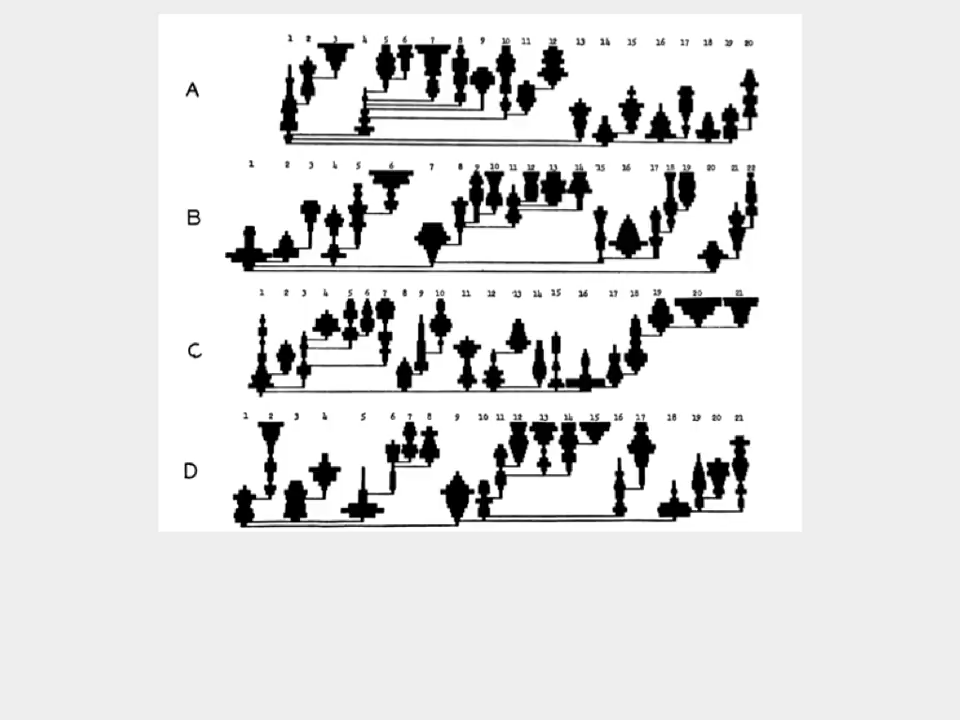 1 2 3 4 5 6 7 8 9 10 11 12 13 14 15 16 17 18 19 20
A
1 2 3 4 5 6 7 8 9 10 11 12 13 14 15 16 17 18 19 20 21 22
B
1 2 3 4 5 6 7 8 9 10 11 12 13 14 15 16 17 18 19 20 21
C
1 2 3 4 5 6 7 8 9 10 11 12 13 14 15 16 17 18 19 20 21
D